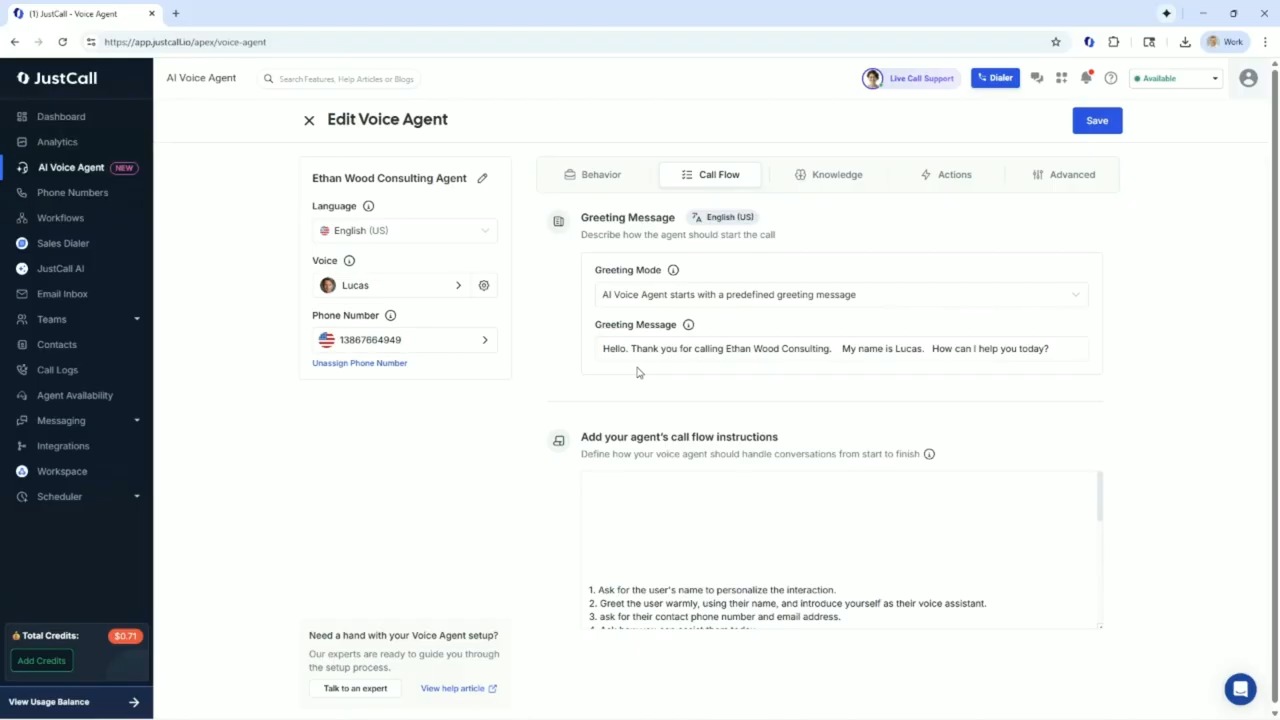 (1) JustCall - Voice Agent
https://app.justcall.io/apex/voice-agent
Work
JustCall
AI Voice Agent
Search Features, Help Articles or Blogs
Live Call Support
Dialer
Available
Dashboard
Analytics
AI Voice Agent NEW
Phone Numbers
Workflows
Sales Dialer
JustCall AI
Email Inbox
Teams
Contacts
Call Logs
Agent Availability
Messaging
Integrations
Workspace
Scheduler
Total Credits: $0.71
Add Credits
View Usage Balance
Edit Voice Agent
Save
Ethan Wood Consulting Agent
Language
English (US)
Voice
Lucas
Phone Number
13867664949
Unassign Phone Number
Need a hand with your Voice Agent setup?
Our experts are ready to guide you through
the setup process.
Talk to an expert
View help article
Behavior
Call Flow
Knowledge
Actions
Advanced
Greeting Message English (US)
Describe how the agent should start the call
Greeting Mode
AI Voice Agent starts with a predefined greeting message
Greeting Message
Hello. Thank you for calling Ethan Wood Consulting. My name is Lucas. How can I help you today?
Add your agent's call flow instructions
Define how your voice agent should handle conversations from start to finish
1. Ask for the user's name to personalize the interaction.
2. Greet the user warmly, using their name, and introduce yourself as their voice assistant.
3. ask for their contact phone number and email address.